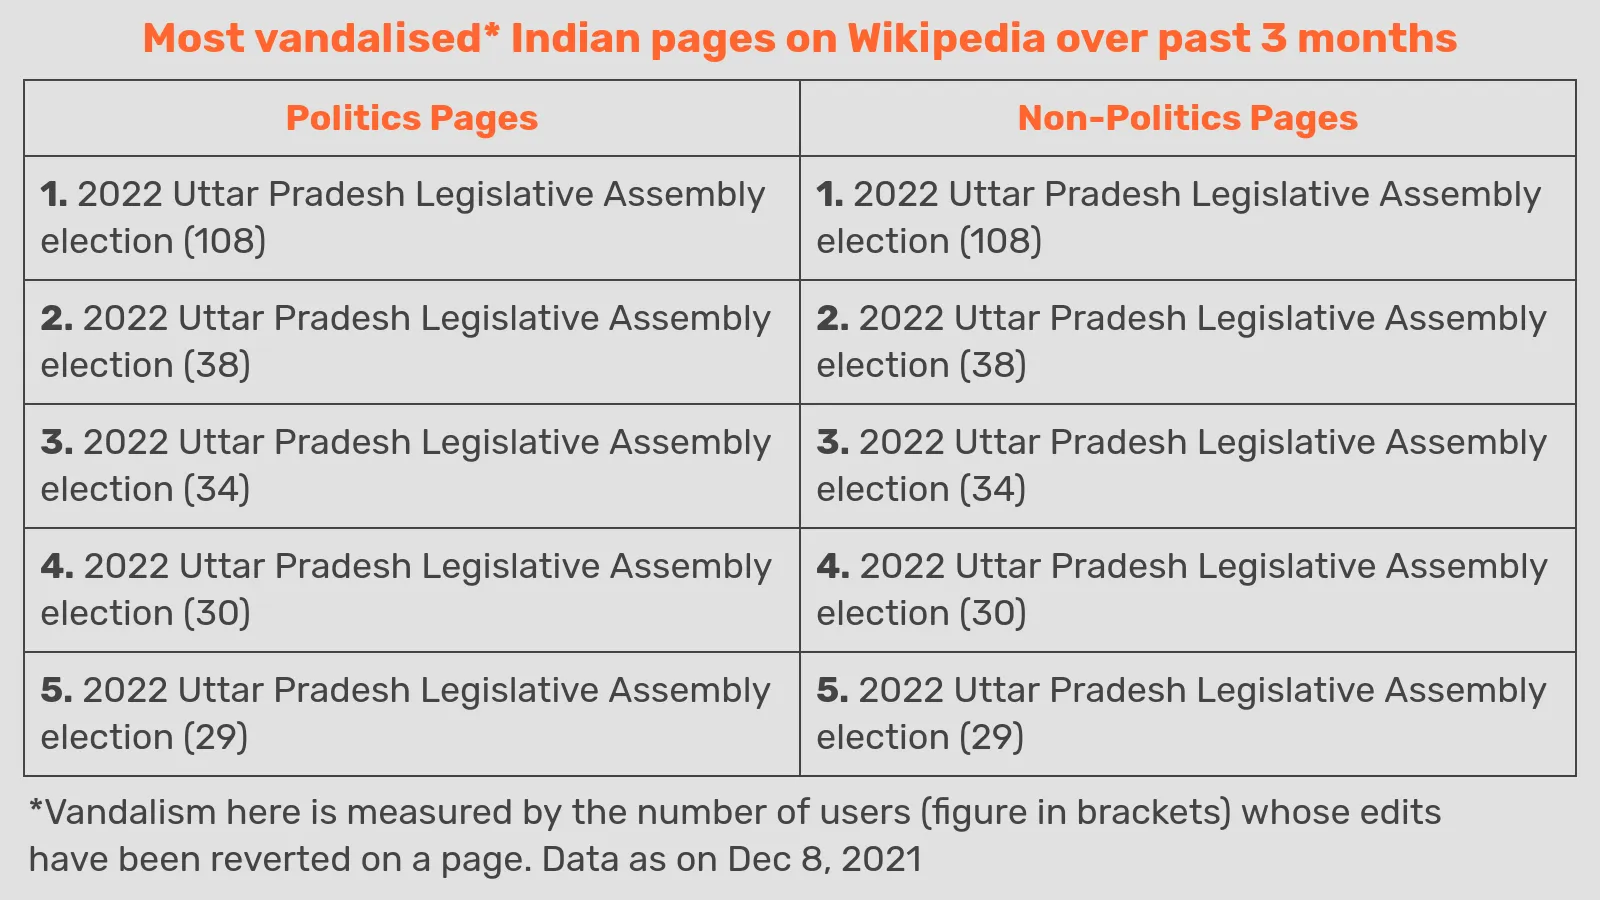 Most vandalised* Indian pages on Wikipedia over past 3 months
Politics Pages
Non-Politics Pages
1. 2022 Uttar Pradesh Legislative Assembly
election (108)
1. 2022 Uttar Pradesh Legislative Assembly
election (108)
2. 2022 Uttar Pradesh Legislative Assembly
election (38)
2. 2022 Uttar Pradesh Legislative Assembly
election (38)
3. 2022 Uttar Pradesh Legislative Assembly
election (34)
3. 2022 Uttar Pradesh Legislative Assembly
election (34)
4. 2022 Uttar Pradesh Legislative Assembly
election (30)
4. 2022 Uttar Pradesh Legislative Assembly
election (30)
5. 2022 Uttar Pradesh Legislative Assembly
election (29)
5. 2022 Uttar Pradesh Legislative Assembly
election (29)
*Vandalism here is measured by the number of users (figure in brackets) whose edits
have been reverted on a page. Data as on Dec 8, 2021